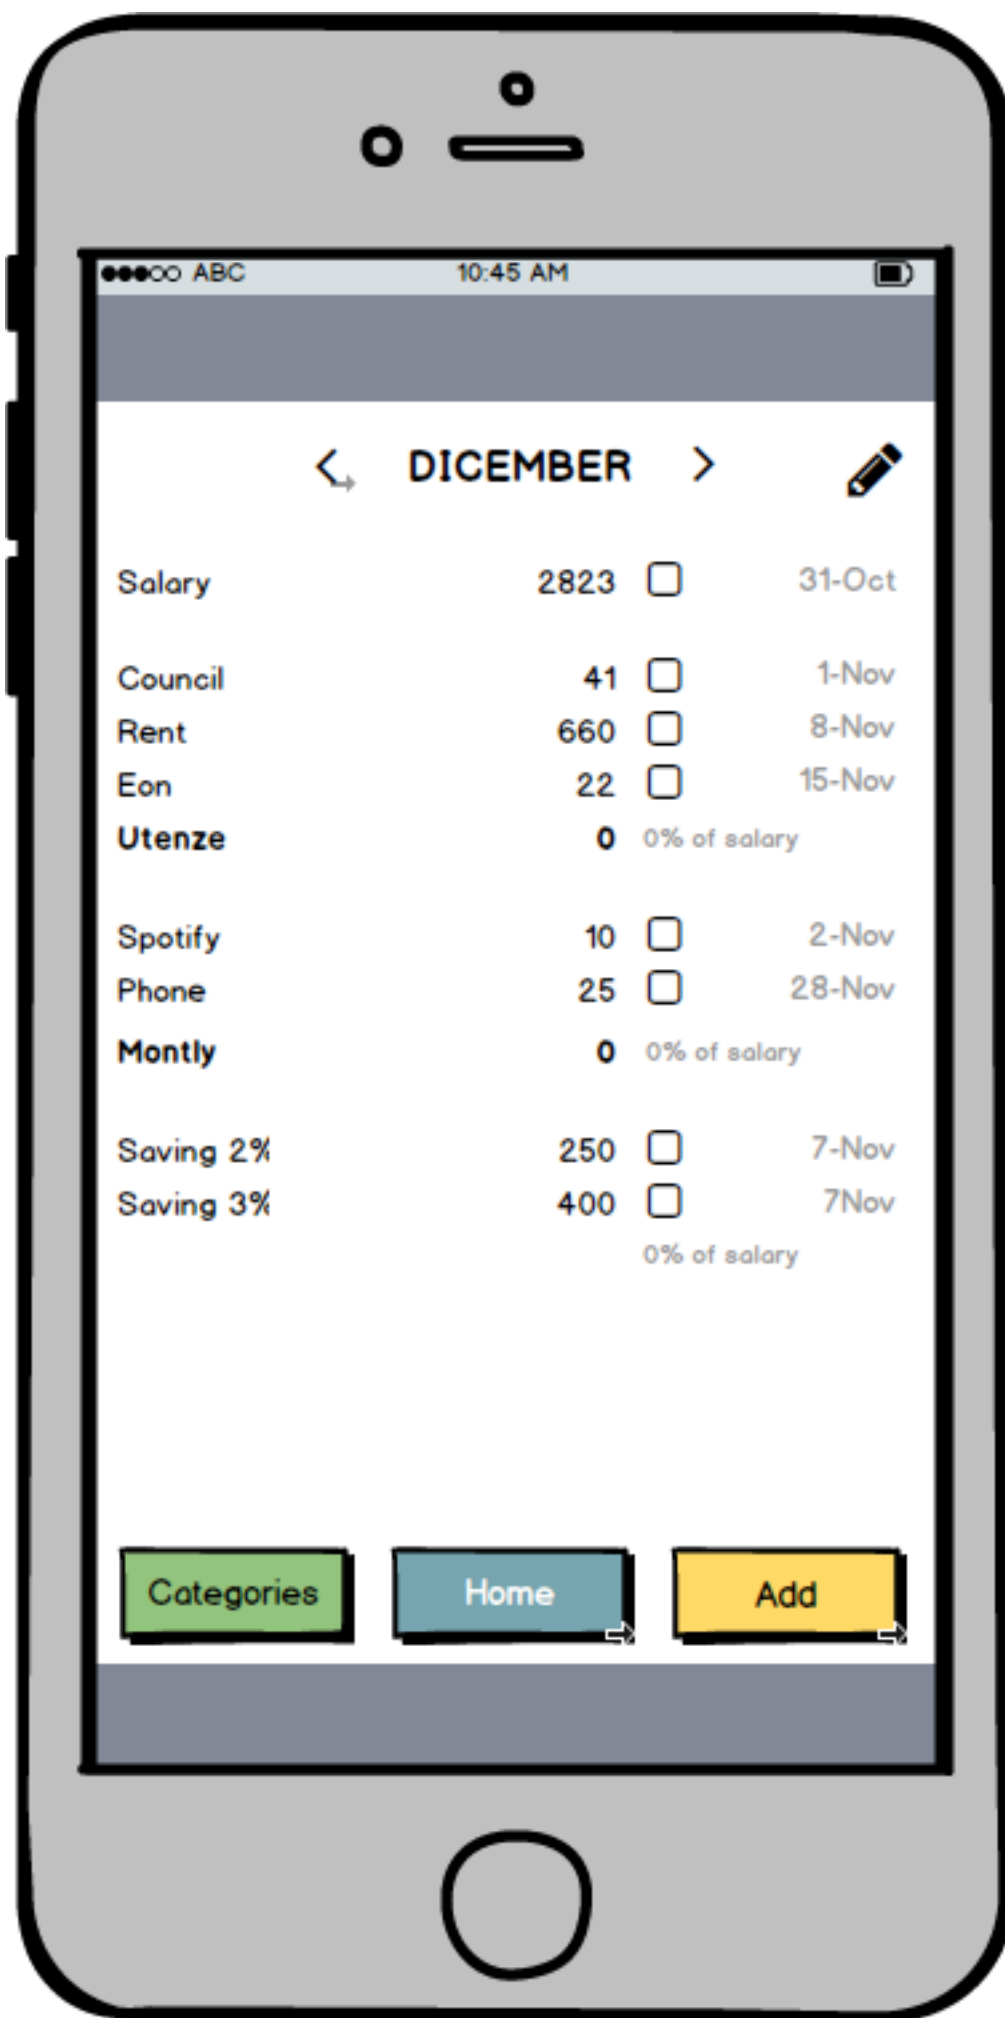 ABC 10:45 AM
DICEMBER
Salary 2823 31-Oct
Council 41 1-Nov
Rent 660 8-Nov
Eon 22 15-Nov
Utenze 0 0% of salary
Spotify 10 2-Nov
Phone 25 28-Nov
Montly 0 0% of salary
Saving 2% 250 7-Nov
Saving 3% 400 7Nov
0% of salary
Categories Home Add